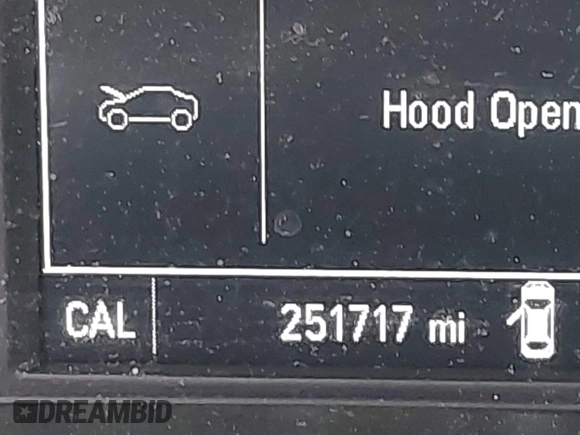 Hood Open
CAL
251717 mi
DREAMBID